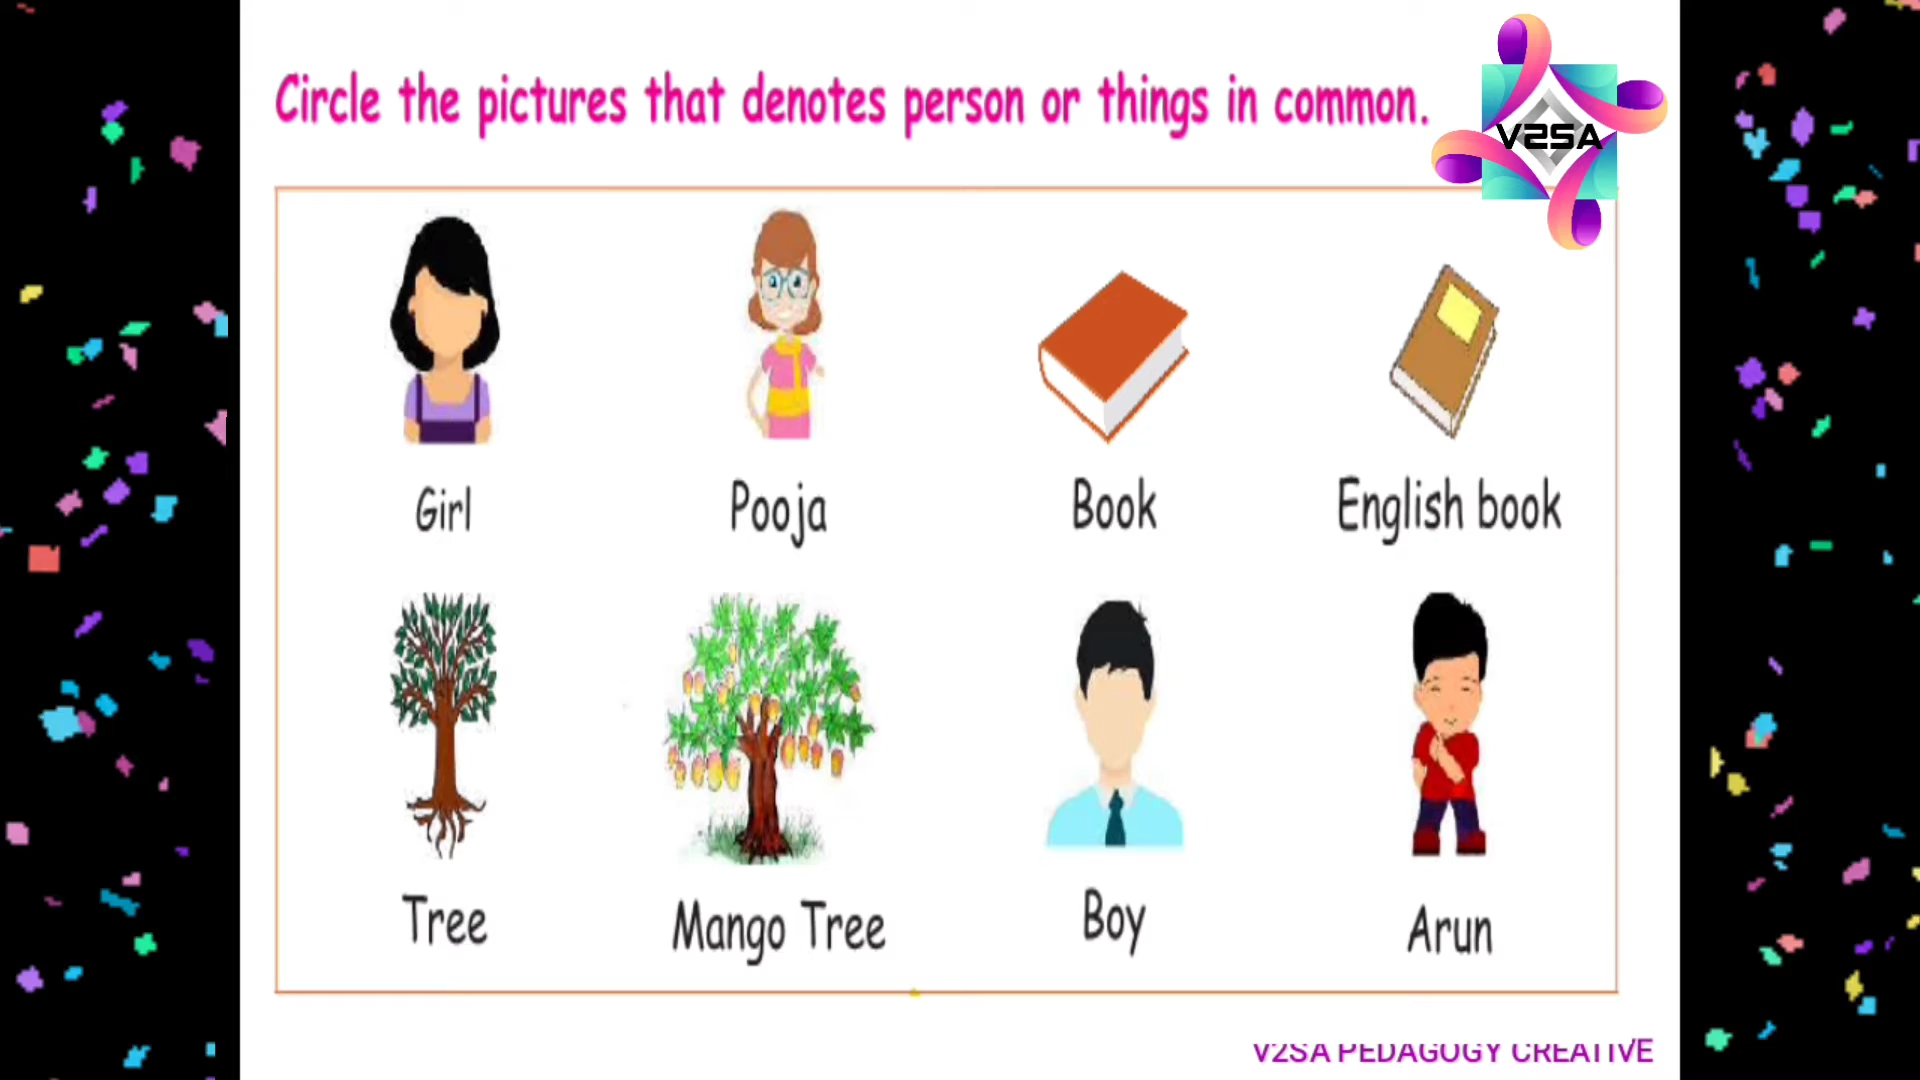 Circle the pictures that denotes person or things in common.
V2SA
Girl
Pooja
Book
English book
Tree
Mango Tree
Boy
Arun
V2SA PEDAGOGY CREATIVE